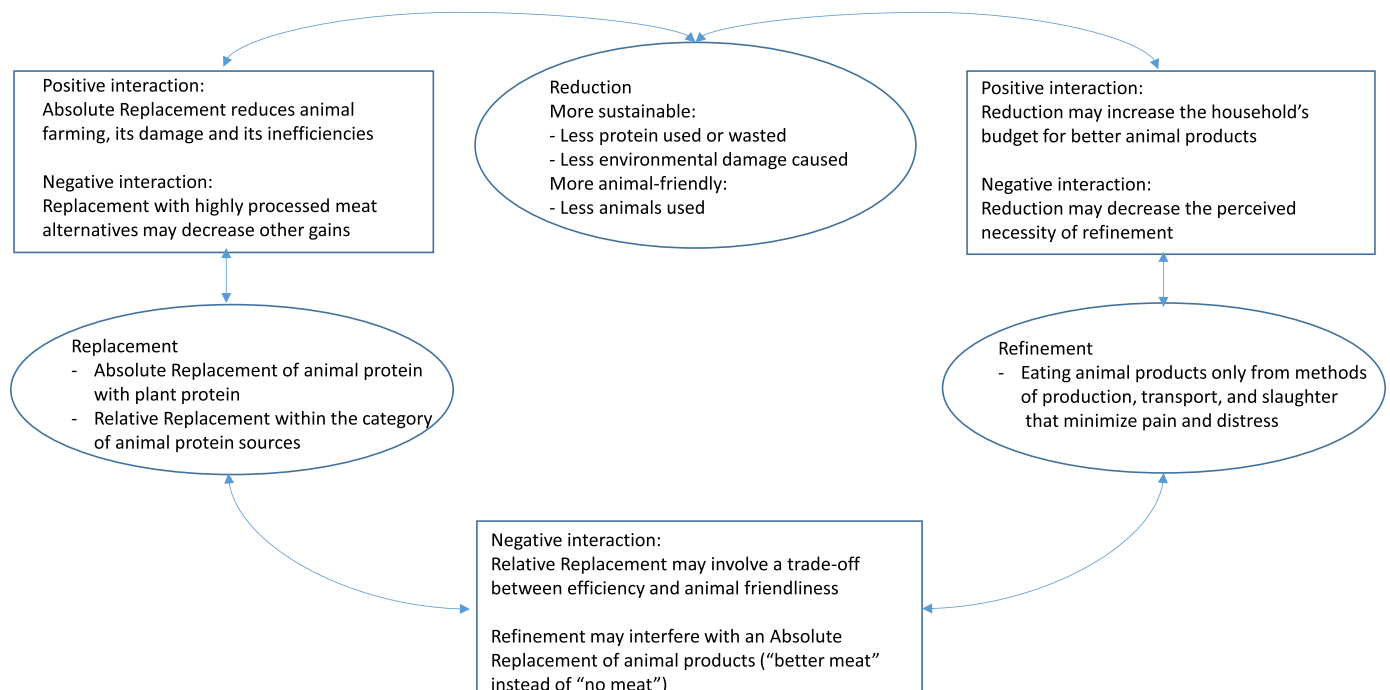 Positive interaction:
Absolute Replacement reduces animal
farming, its damage and its inefficiencies
Negative interaction:
Replacement with highly processed meat
alternatives may decrease other gains
Reduction
More sustainable:
- Less protein used or wasted
- Less environmental damage caused
More animal-friendly:
- Less animals used
Positive interaction:
Reduction may increase the household’s
budget for better animal products
Negative interaction:
Reduction may decrease the perceived
necessity of refinement
Replacement
- Absolute Replacement of animal protein
with plant protein
- Relative Replacement within the category
of animal protein sources
Refinement
- Eating animal products only from methods
of production, transport, and slaughter
that minimize pain and distress
Negative interaction:
Relative Replacement may involve a trade-off
between efficiency and animal friendliness
Refinement may interfere with an Absolute
Replacement of animal products (“better meat”
instead of “no meat”)